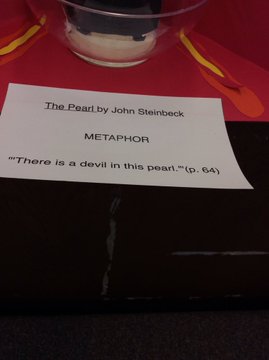 The Pearl by John Steinbeck
METAPHOR
"'There is a devil in this pearl.'"(p. 64)